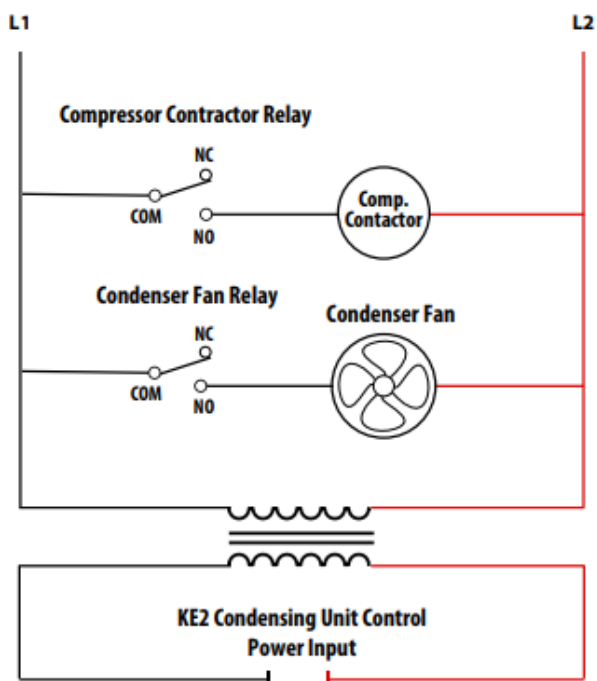 L1
L2
Compressor Contractor Relay
NC
COM
NO
Comp.
Contactor
Condenser Fan Relay
Condenser Fan
NC
COM
NO
KE2 Condensing Unit Control
Power Input